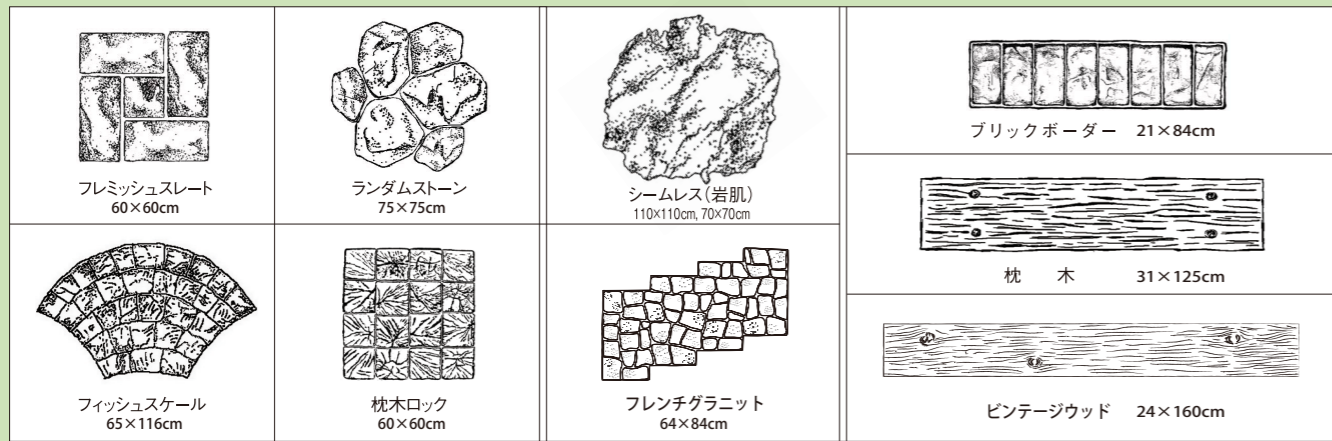 フレミッシュスレート
60×60cm
ランダムストーン
75×75cm
シームレス（岩肌）
110×110cm, 70×70cm
ブリックボーダー 21×84cm
枕 木 31×125cm
フィッシュスケール
65×116cm
枕木ロック
60×60cm
フレンチグラニット
64×84cm
ビンテージウッド 24×160cm